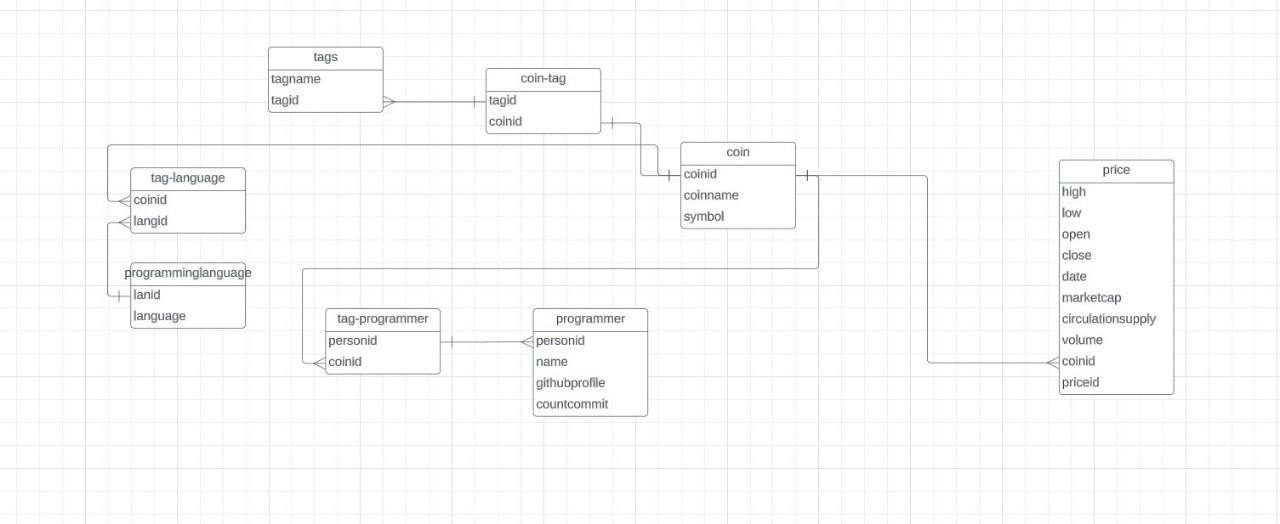 tags
tagname
tagid
coin-tag
tagid
coinid
coin
coinid
coinname
symbol
price
high
low
open
close
date
marketcap
circulationsupply
volume
coinid
priceid
tag-language
coinid
langid
programminglanguage
lanid
language
tag-programmer
personid
coinid
programmer
personid
name
githubprofile
countcommit